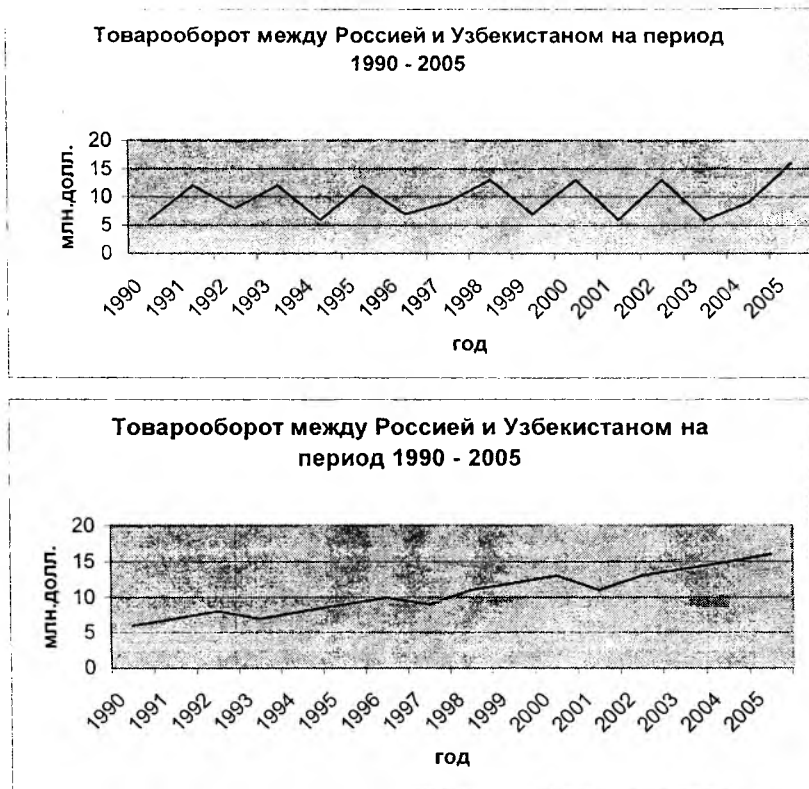 Товарооборот между Россией и Узбекистаном на период
1990 - 2005
млн.долл.
20
15
10
5
0
1990 1991 1992 1993 1994 1995 1996 1997 1998 1999 2000 2001 2002 2003 2004 2005
год
Товарооборот между Россией и Узбекистаном на
период 1990 - 2005
млн.долл.
20
15
10
5
0
1990 1991 1992 1993 1994 1995 1996 1997 1998 1999 2000 2001 2002 2003 2004 2005
год